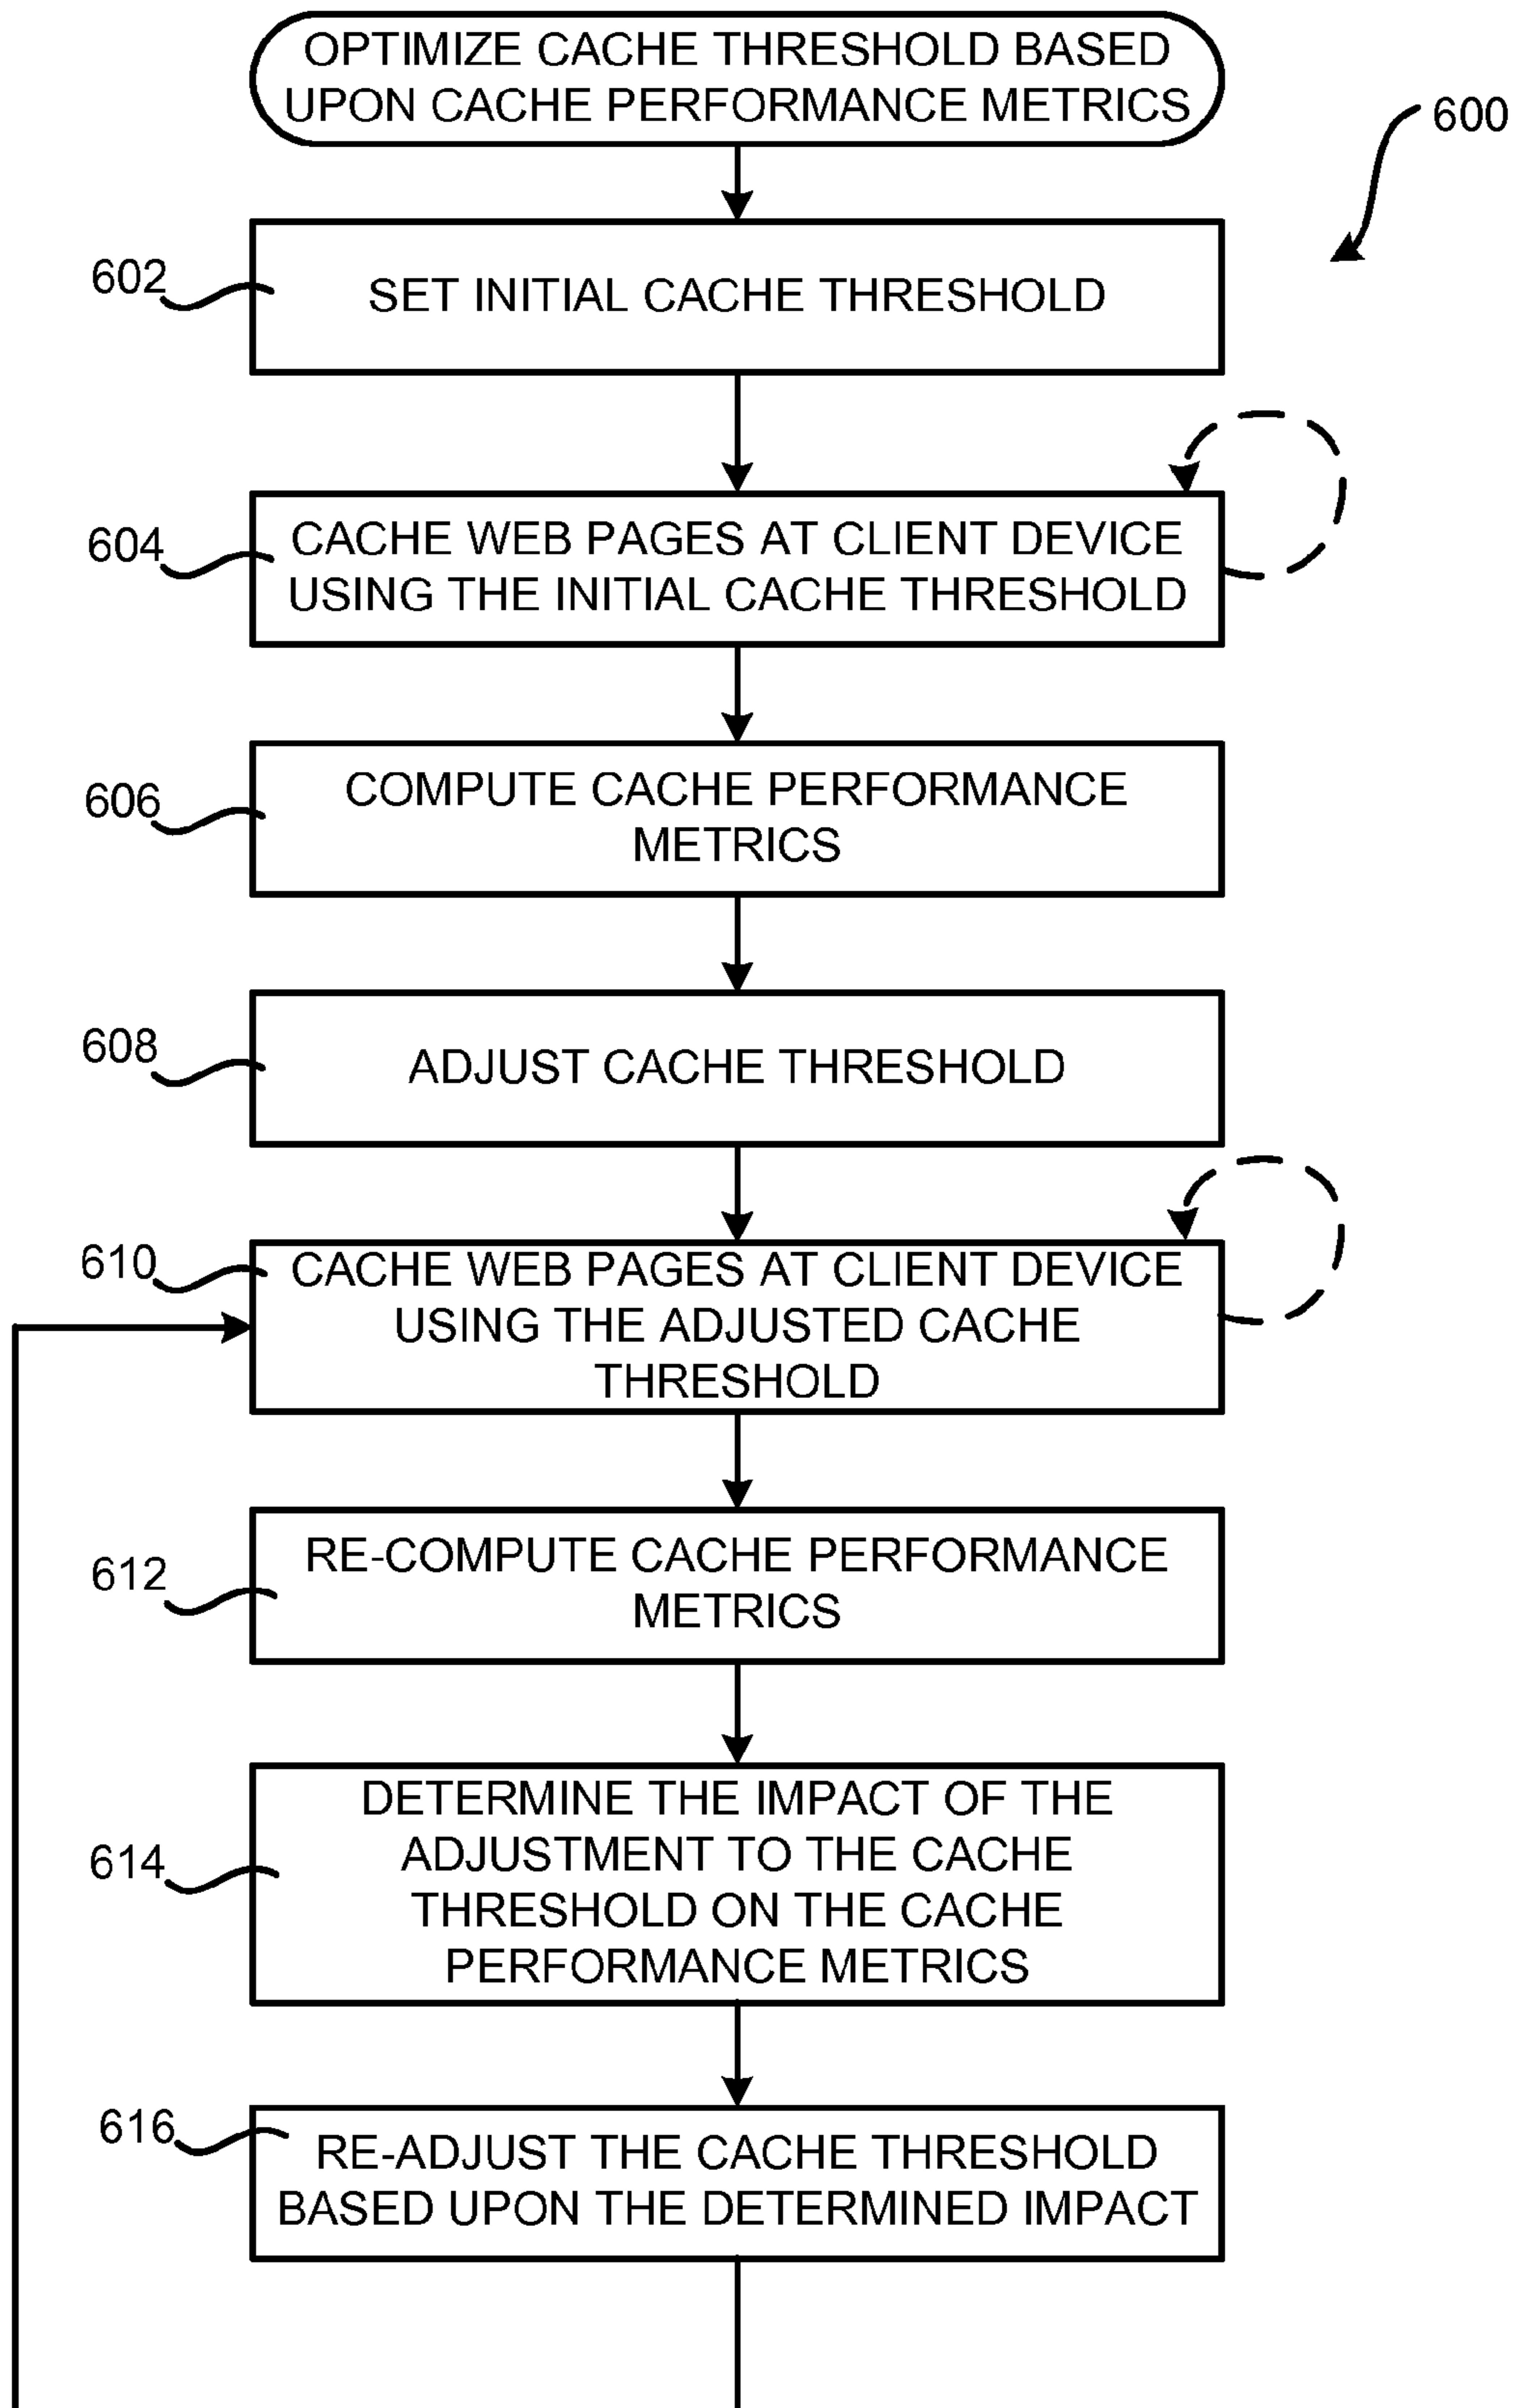 OPTIMIZE CACHE THRESHOLD BASED
UPON CACHE PERFORMANCE METRICS
600
602
SET INITIAL CACHE THRESHOLD
604
CACHE WEB PAGES AT CLIENT DEVICE
USING THE INITIAL CACHE THRESHOLD
606
COMPUTE CACHE PERFORMANCE
METRICS
608
ADJUST CACHE THRESHOLD
610
CACHE WEB PAGES AT CLIENT DEVICE
USING THE ADJUSTED CACHE
THRESHOLD
612
RE-COMPUTE CACHE PERFORMANCE
METRICS
614
DETERMINE THE IMPACT OF THE
ADJUSTMENT TO THE CACHE
THRESHOLD ON THE CACHE
PERFORMANCE METRICS
616
RE-ADJUST THE CACHE THRESHOLD
BASED UPON THE DETERMINED IMPACT